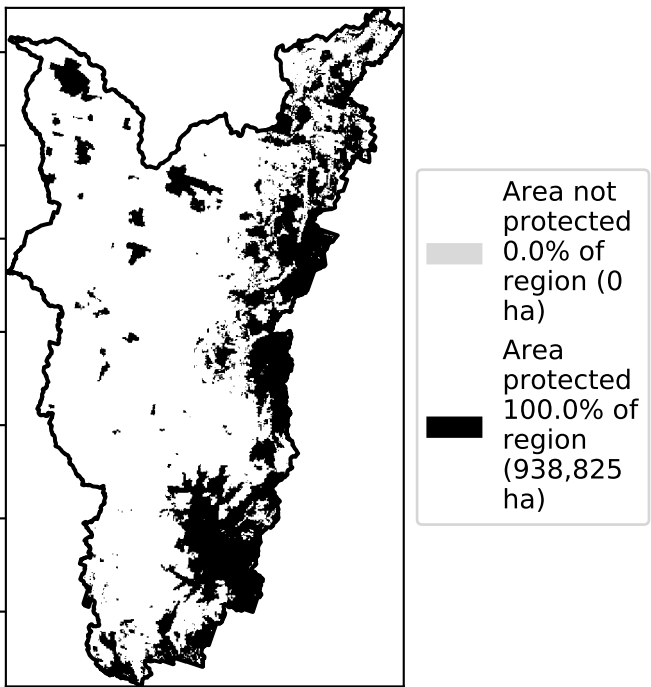 Area not
protected
0.0% of
region (0
ha)
Area
protected
100.0% of
region
(938,825
ha)